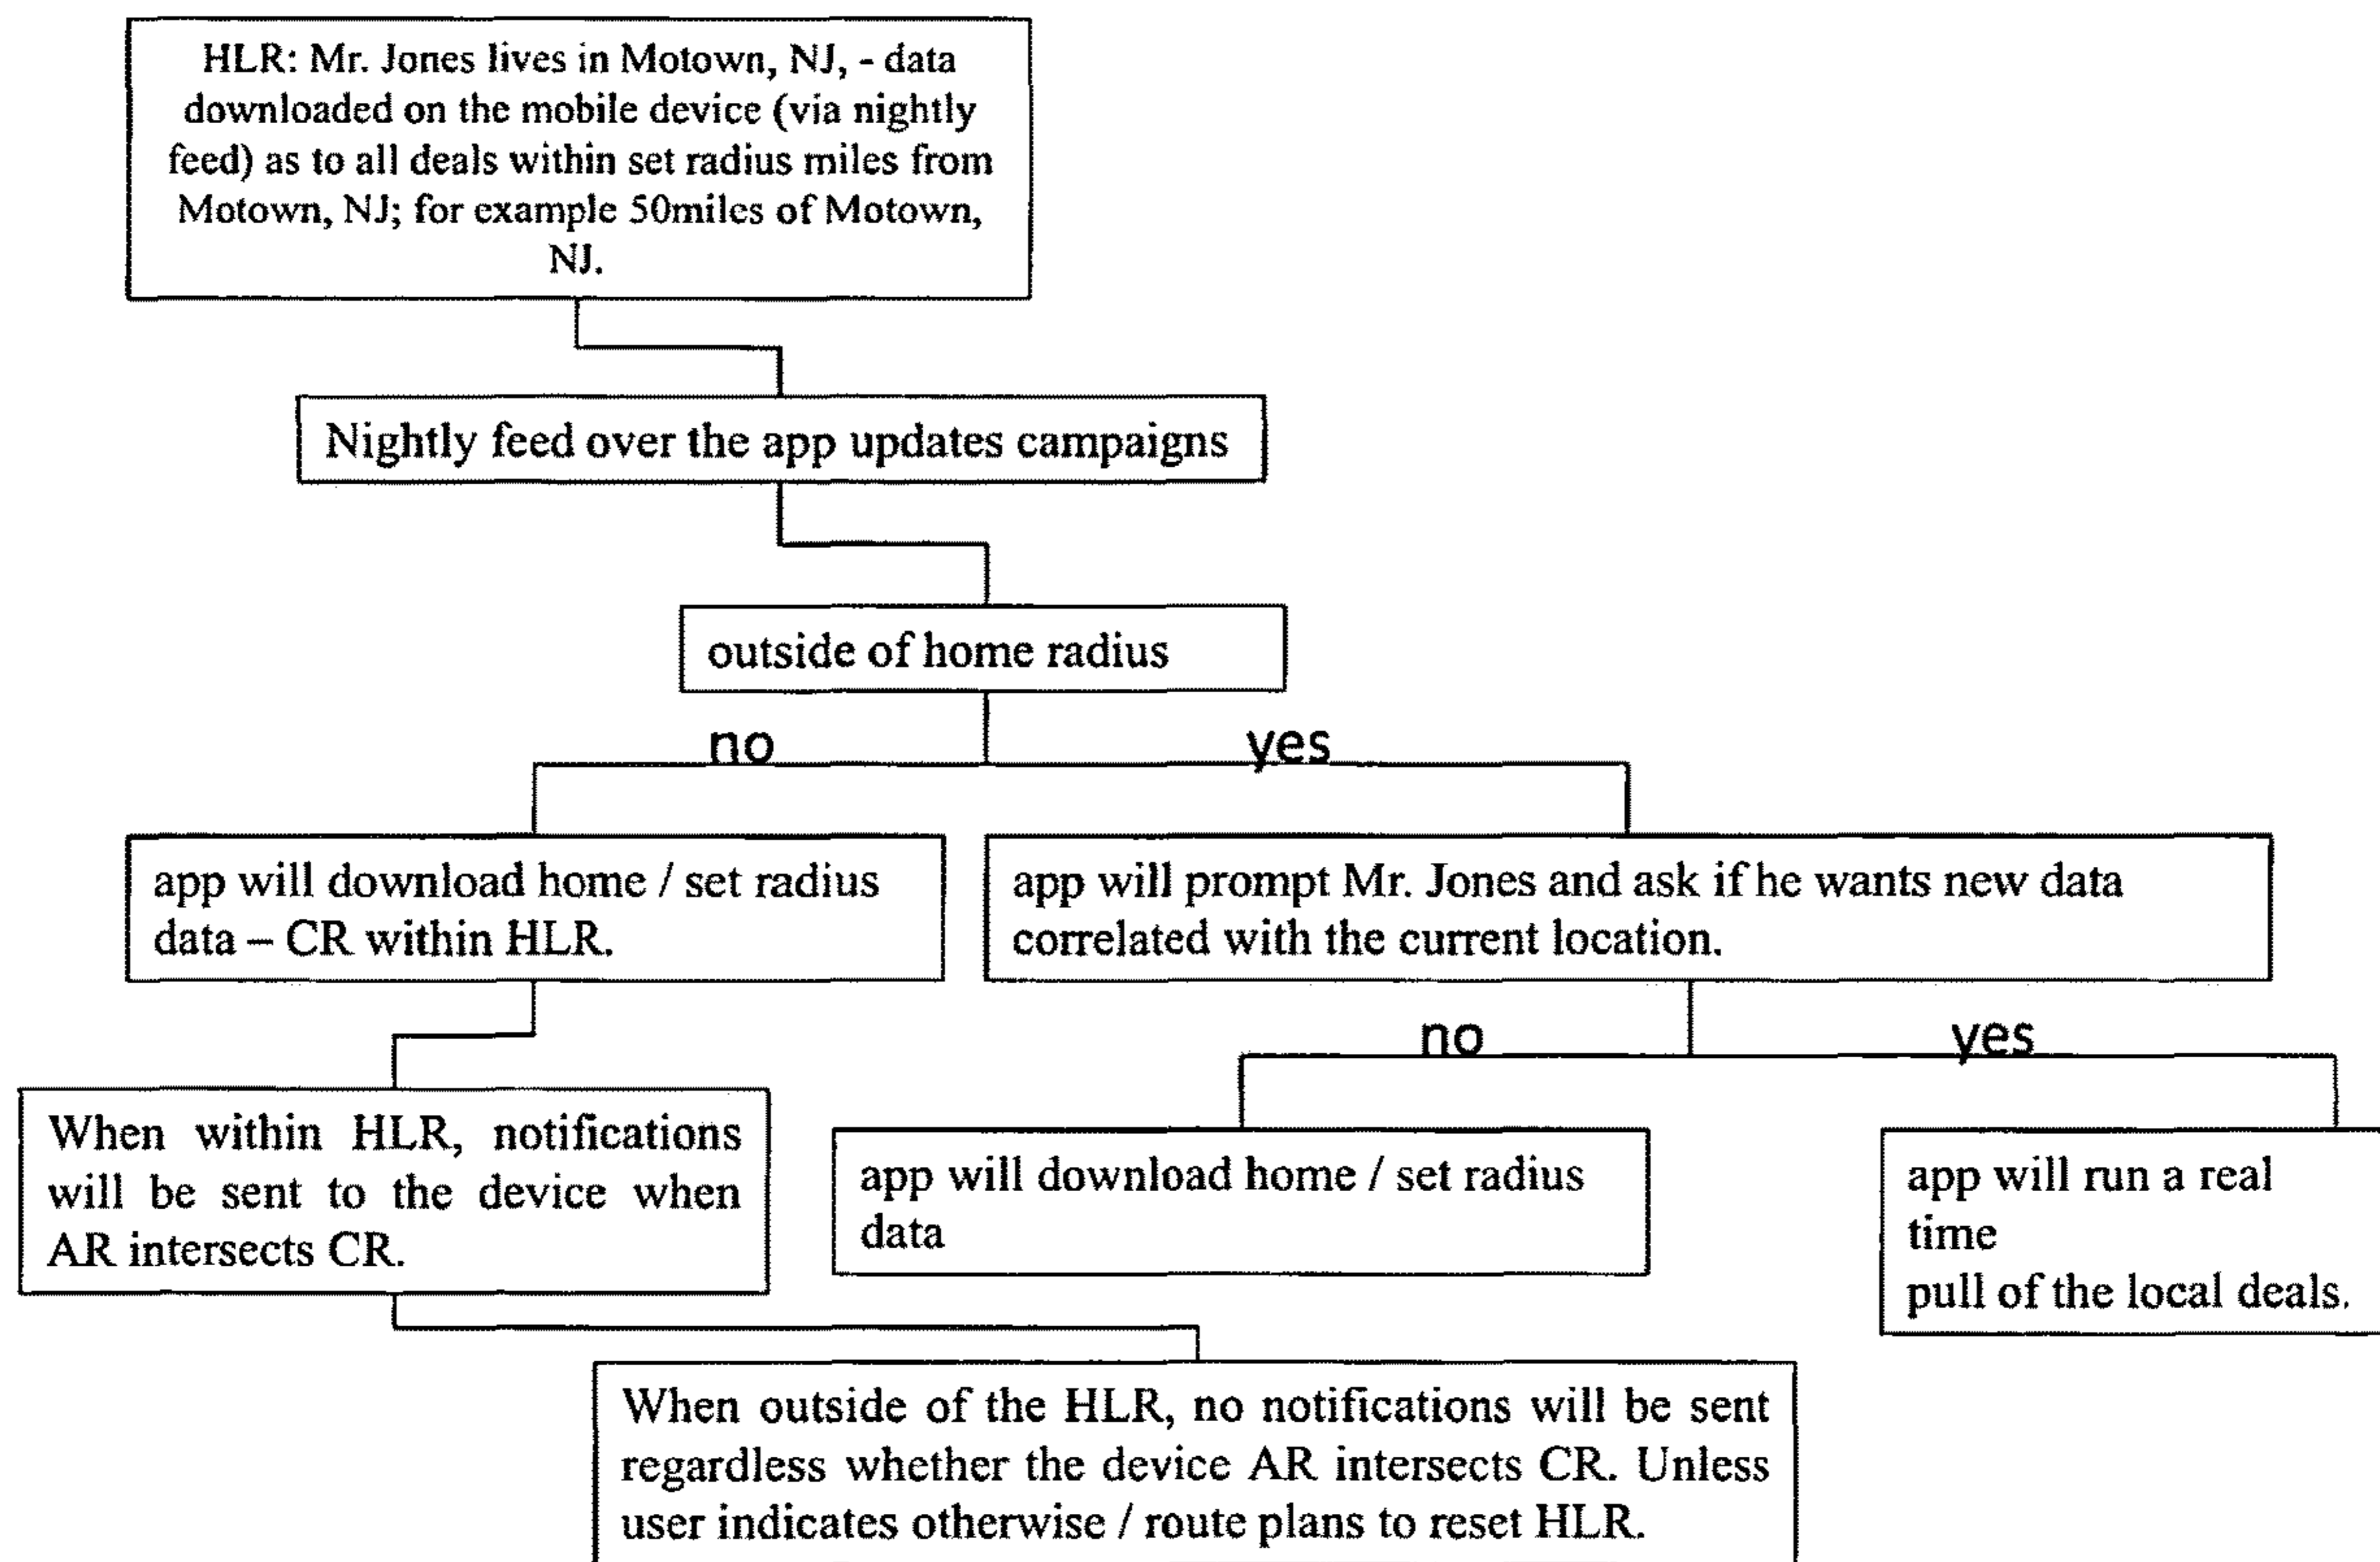 HLR: Mr. Jones lives in Motown, NJ, - data
downloaded on the mobile device (via nightly
feed) as to all deals within set radius miles from
Motown, NJ; for example 50miles of Motown,
NJ.
Nightly feed over the app updates campaigns
outside of home radius
no
yes
app will download home / set radius
data – CR within HLR.
app will prompt Mr. Jones and ask if he wants new data
correlated with the current location.
no
yes
When within HLR, notifications
will be sent to the device when
AR intersects CR.
app will download home / set radius
data
app will run a real
time
pull of the local deals.
When outside of the HLR, no notifications will be sent
regardless whether the device AR intersects CR. Unless
user indicates otherwise / route plans to reset HLR.